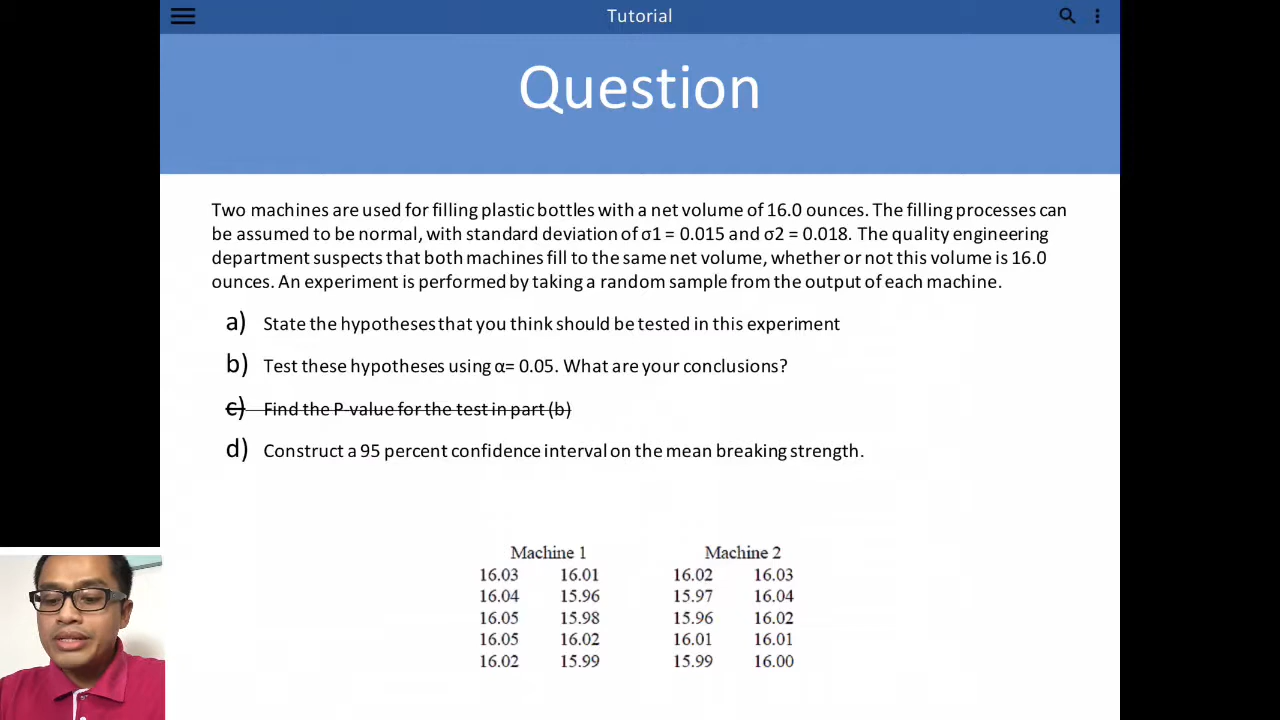 Tutorial
Question
Two machines are used for filling plastic bottles with a net volume of 16.0 ounces. The filling processes can
be assumed to be normal, with standard deviation of σ1 = 0.015 and σ2 = 0.018. The quality engineering
department suspects that both machines fill to the same net volume, whether or not this volume is 16.0
ounces. An experiment is performed by taking a random sample from the output of each machine.
a) State the hypotheses that you think should be tested in this experiment
b) Test these hypotheses using α= 0.05. What are your conclusions?
c) Find the P-value for the test in part (b)
d) Construct a 95 percent confidence interval on the mean breaking strength.
Machine 1 Machine 2
16.03 16.01 16.02 16.03
16.04 15.96 15.97 16.04
16.05 15.98 15.96 16.02
16.05 16.02 16.01 16.01
16.02 15.99 15.99 16.00